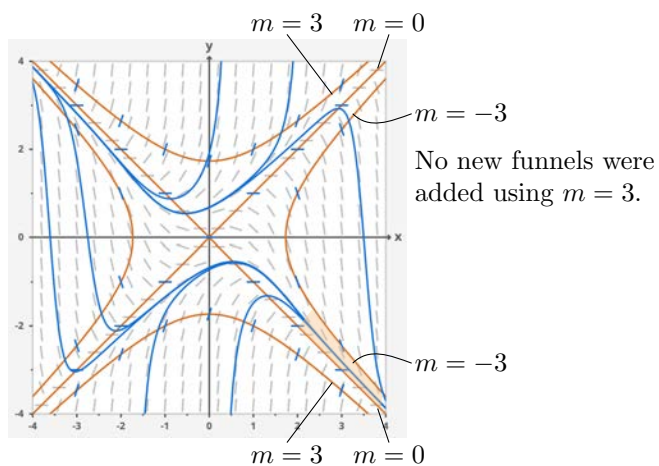 m = 3
m = 0
y
4
m = −3
No new funnels were
added using m = 3.
2
0
x
-2
m = −3
-4
-4
-3
-2
-1
0
1
2
3
4
m = 3
m = 0